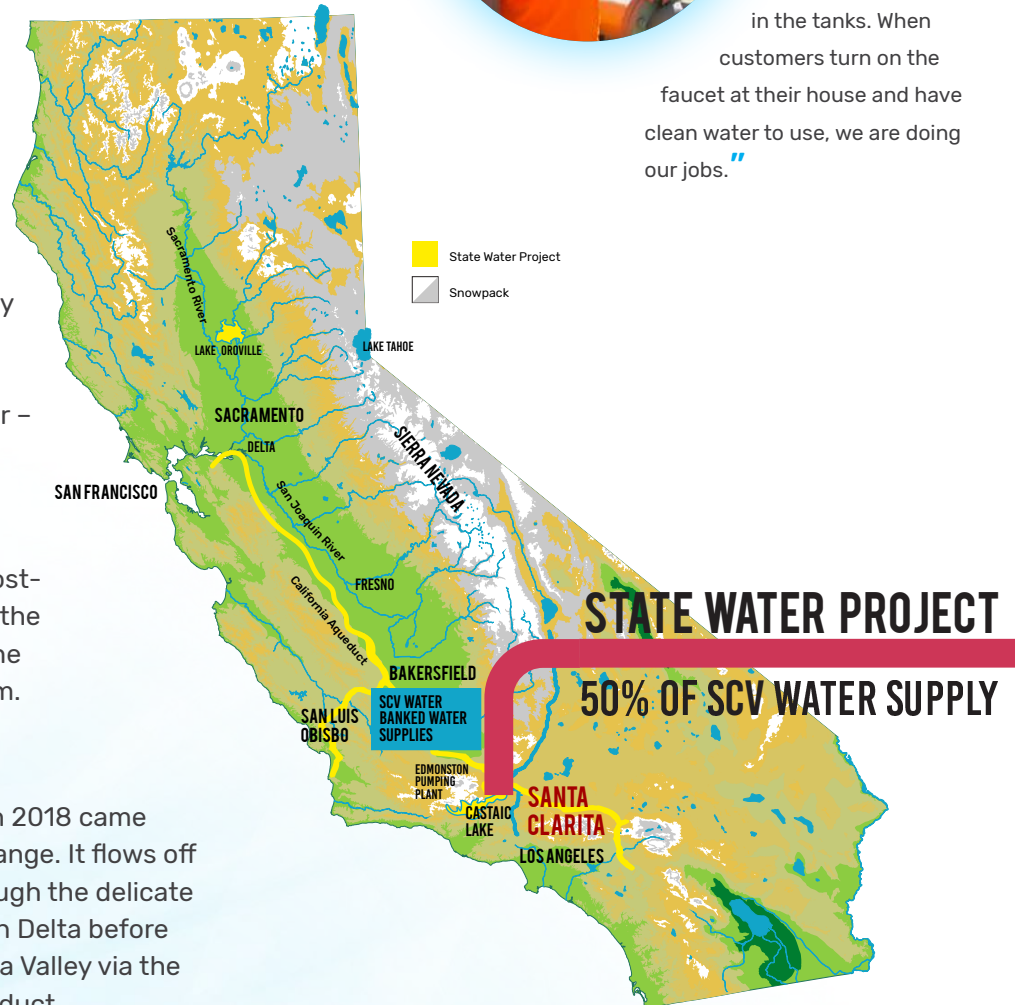 in the tanks. When
customers turn on the
faucet at their house and have
clean water to use, we are doing
our jobs.”
State Water Project
Snowpack
y
r –
ost-
the
ne
m.
n 2018 came
ange. It flows off
ugh the delicate
n Delta before
a Valley via the
duct
Sacramento River
LAKE OROVILLE
LAKE TAHOE
SACRAMENTO
DELTA
SIERRA NEVADA
SAN FRANCISCO
San Joaquin River
FRESNO
California Aqueduct
STATE WATER PROJECT
50% OF SCV WATER SUPPLY
BAKERSFIELD
SCV WATER
BANKED WATER
SUPPLIES
SAN LUIS
OBISBO
EDMONSTON
PUMPING
PLANT
CASTAIC
LAKE
SANTA
CLARITA
LOS ANGELES